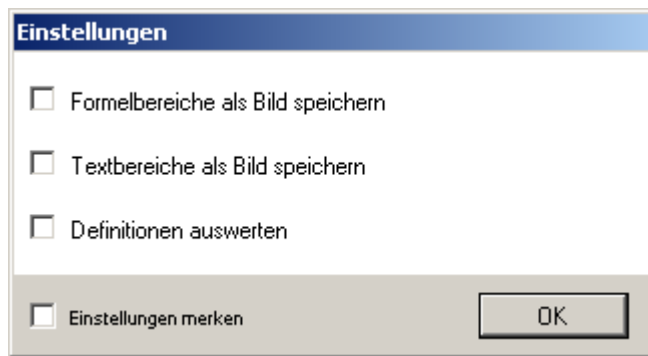 Einstellungen
Formelbereiche als Bild speichern
Textbereiche als Bild speichern
Definitionen auswerten
Einstellungen merken
OK